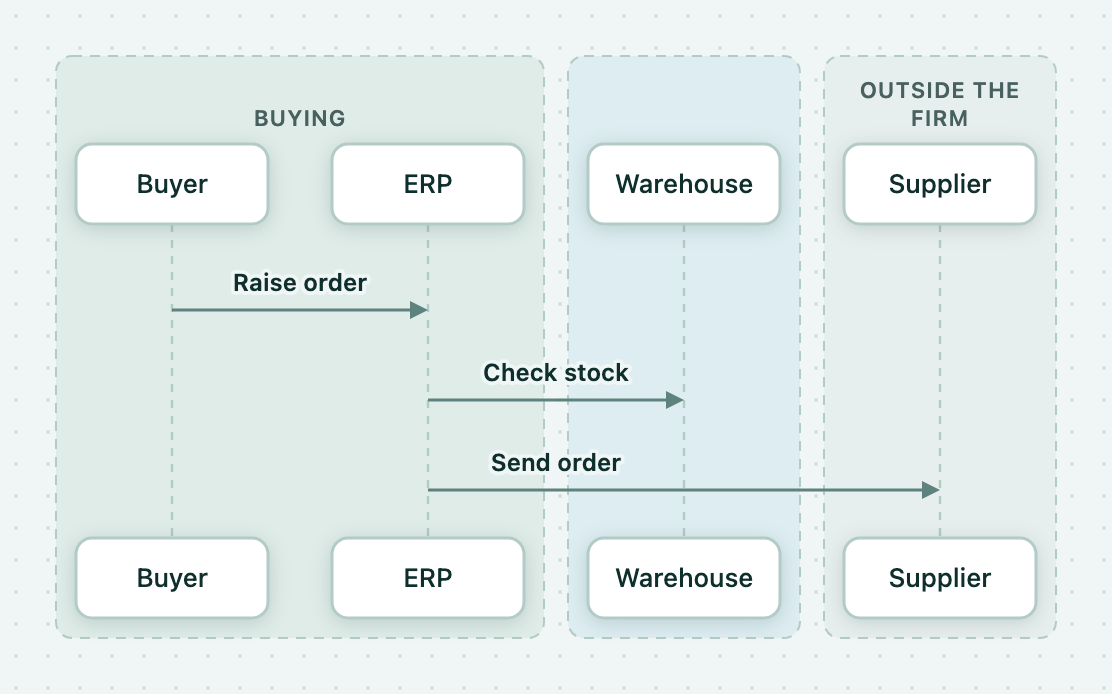 BUYING
OUTSIDE THE
FIRM
Buyer
ERP
Warehouse
Supplier
Raise order
Check stock
Send order
Buyer
ERP
Warehouse
Supplier